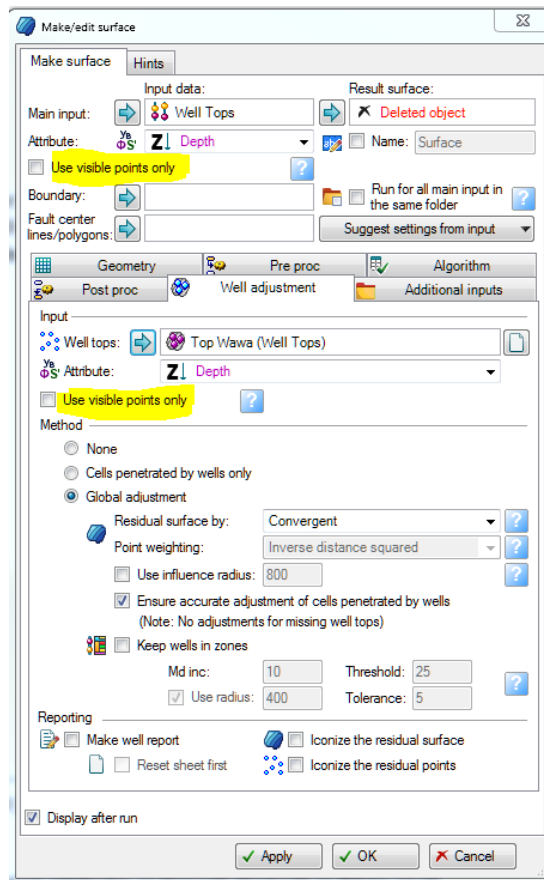 Make/edit surface
Make surface
Hints
Input data:
Result surface:
Main input:
Well Tops
Deleted object
Attribute:
Depth
Name:
Surface
Use visible points only
Boundary:
Run for all main input in
the same folder
Fault center
lines/polygons:
Suggest settings from input
Geometry
Pre proc
Algorithm
Post proc
Well adjustment
Additional inputs
Input
Well tops:
Top Wawa (Well Tops)
Attribute:
Depth
Use visible points only
Method
None
Cells penetrated by wells only
Global adjustment
Residual surface by:
Convergent
Point weighting:
Inverse distance squared
Use influence radius:
800
Ensure accurate adjustment of cells penetrated by wells
(Note: No adjustments for missing well tops)
Keep wells in zones
Md inc:
10
Threshold:
25
Use radius:
400
Tolerance:
5
Reporting
Make well report
Iconize the residual surface
Reset sheet first
Iconize the residual points
Display after run
Apply
OK
Cancel